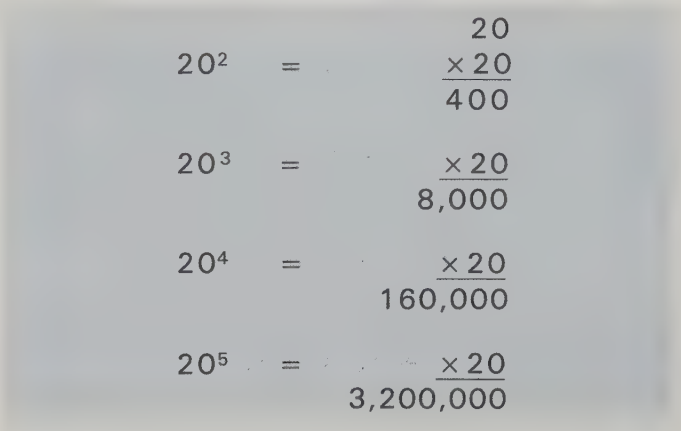 20
20² = × 20
400
20³ = × 20
8,000
20⁴ = × 20
160,000
20⁵ = × 20
3,200,000